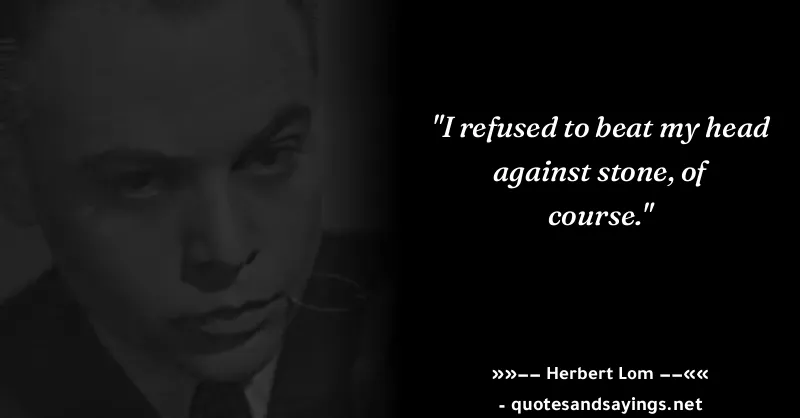 "I refused to beat my head
against stone, of
course."
»»–– Herbert Lom ––««
- quotesandsayings.net